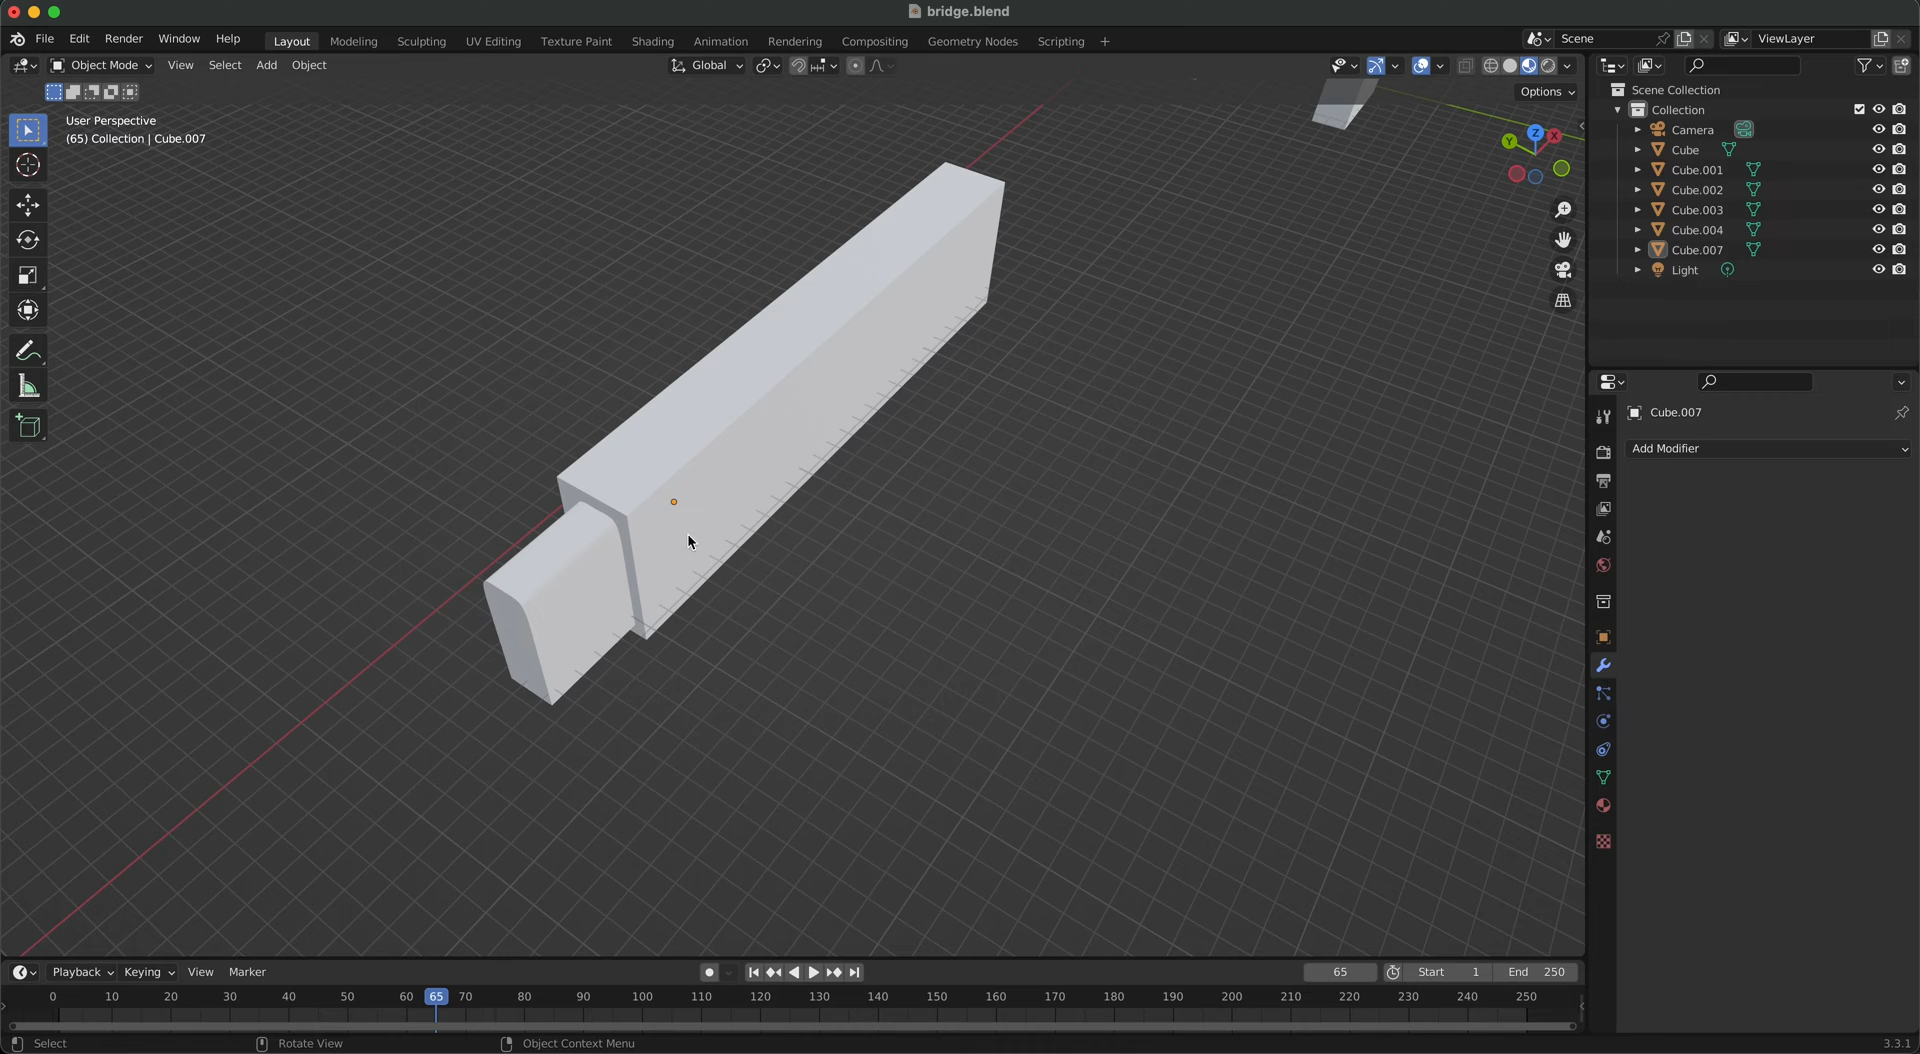 bridge.blend
File Edit Render Window Help Layout Modeling Sculpting UV Editing Texture Paint Shading Animation Rendering Compositing Geometry Nodes Scripting + Scene ViewLayer
Object Mode View Select Add Object Global
Options
User Perspective
(65) Collection | Cube.007
Z
X
Y
Scene Collection
Collection
Camera
Cube
Cube.001
Cube.002
Cube.003
Cube.004
Cube.007
Light
Cube.007
Add Modifier
Playback Keying View Marker 65 Start 1 End 250
0 10 20 30 40 50 60 65 70 80 90 100 110 120 130 140 150 160 170 180 190 200 210 220 230 240 250
Select Rotate View Object Context Menu 3.3.1